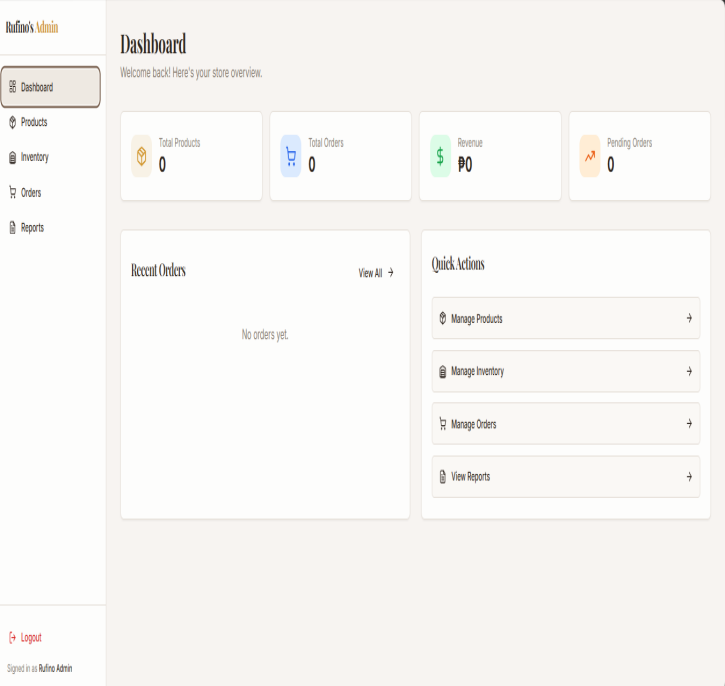 Rufino's Admin
Dashboard
Products
Inventory
Orders
Reports
Logout
Signed in as Rufino Admin
Dashboard
Welcome back! Here's your store overview.
Total Products
0
Total Orders
0
Revenue
₱0
Pending Orders
0
Recent Orders
View All
No orders yet.
Quick Actions
Manage Products
Manage Inventory
Manage Orders
View Reports